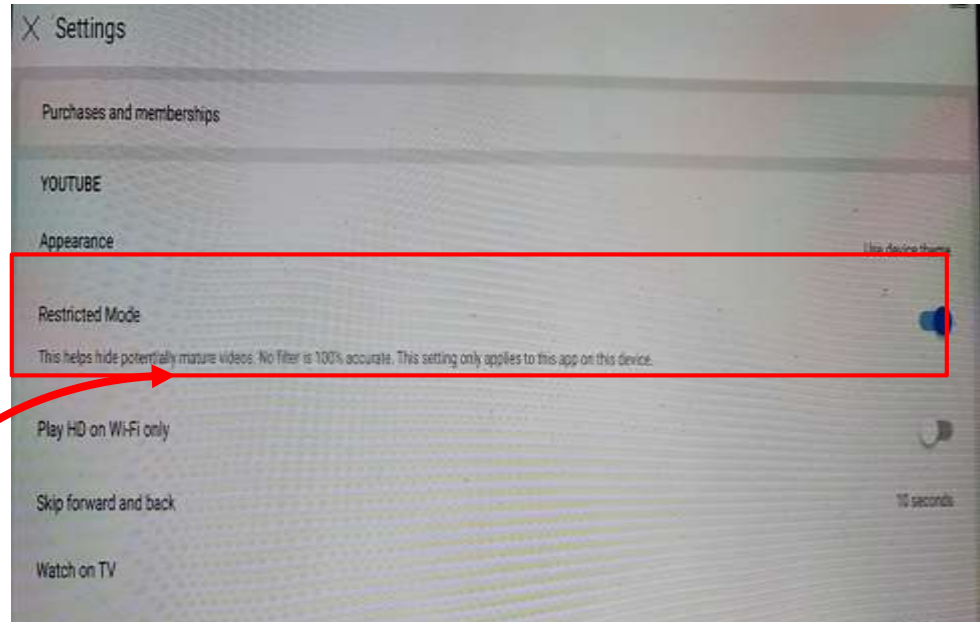 Settings
Purchases and memberships
YOUTUBE
Appearance
Use device theme
Restricted Mode
This helps hide potentially mature videos. No filter is 100% accurate. This setting only applies to this app on this device.
Play HD on Wi-Fi only
Skip forward and back
10 seconds
Watch on TV